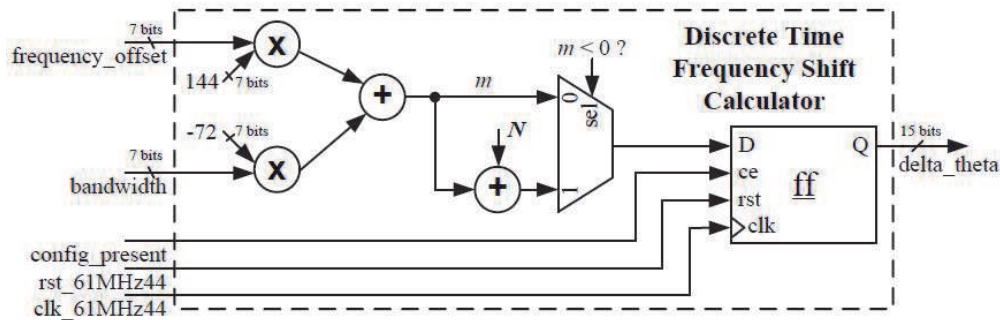 7 bits
frequency_offset
144
7 bits
X
-72
7 bits
7 bits
bandwidth
X
+
m
N
+
m < 0 ?
0
sel
1
Discrete Time
Frequency Shift
Calculator
D
Q
ce
ff
rst
clk
15 bits
delta_theta
config_present
rst_61MHz44
clk_61MHz44